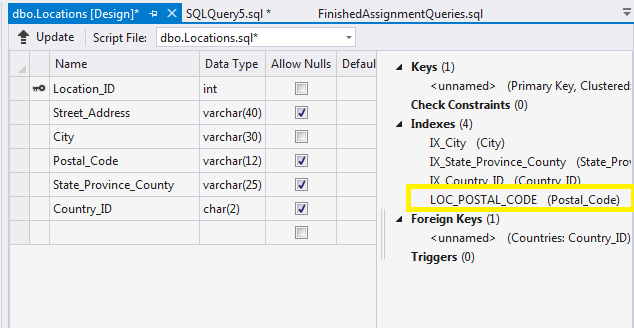 dbo.Locations [Design]* SQLQuery5.sql * FinishedAssignmentQueries.sql
Update Script File: dbo.Locations.sql*
Name Data Type Allow Nulls Defau
Location_ID int
Street_Address varchar(40)
City varchar(30)
Postal_Code varchar(12)
State_Province_County varchar(25)
Country_ID char(2)
Keys (1)
<unnamed> (Primary Key, Clustered:
Check Constraints (0)
Indexes (4)
IX_City (City)
IX_State_Province_County (State_Pro
IX_Country_ID (Country_ID)
LOC_POSTAL_CODE (Postal_Code)
Foreign Keys (1)
<unnamed> (Countries: Country_ID)
Triggers (0)